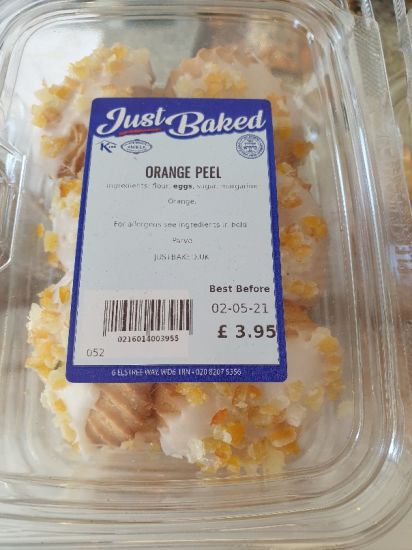 Just Baked
ORANGE PEEL
Ingredients: flour, eggs, sugar, margarine
Orange.
For allergens see ingredients in bold
Parve
JUSTBAKED.UK
Best Before
02-05-21
£ 3.95
0216014003955
052
6 ELSTREE WAY, WD6 1RN - 020 8207 5356